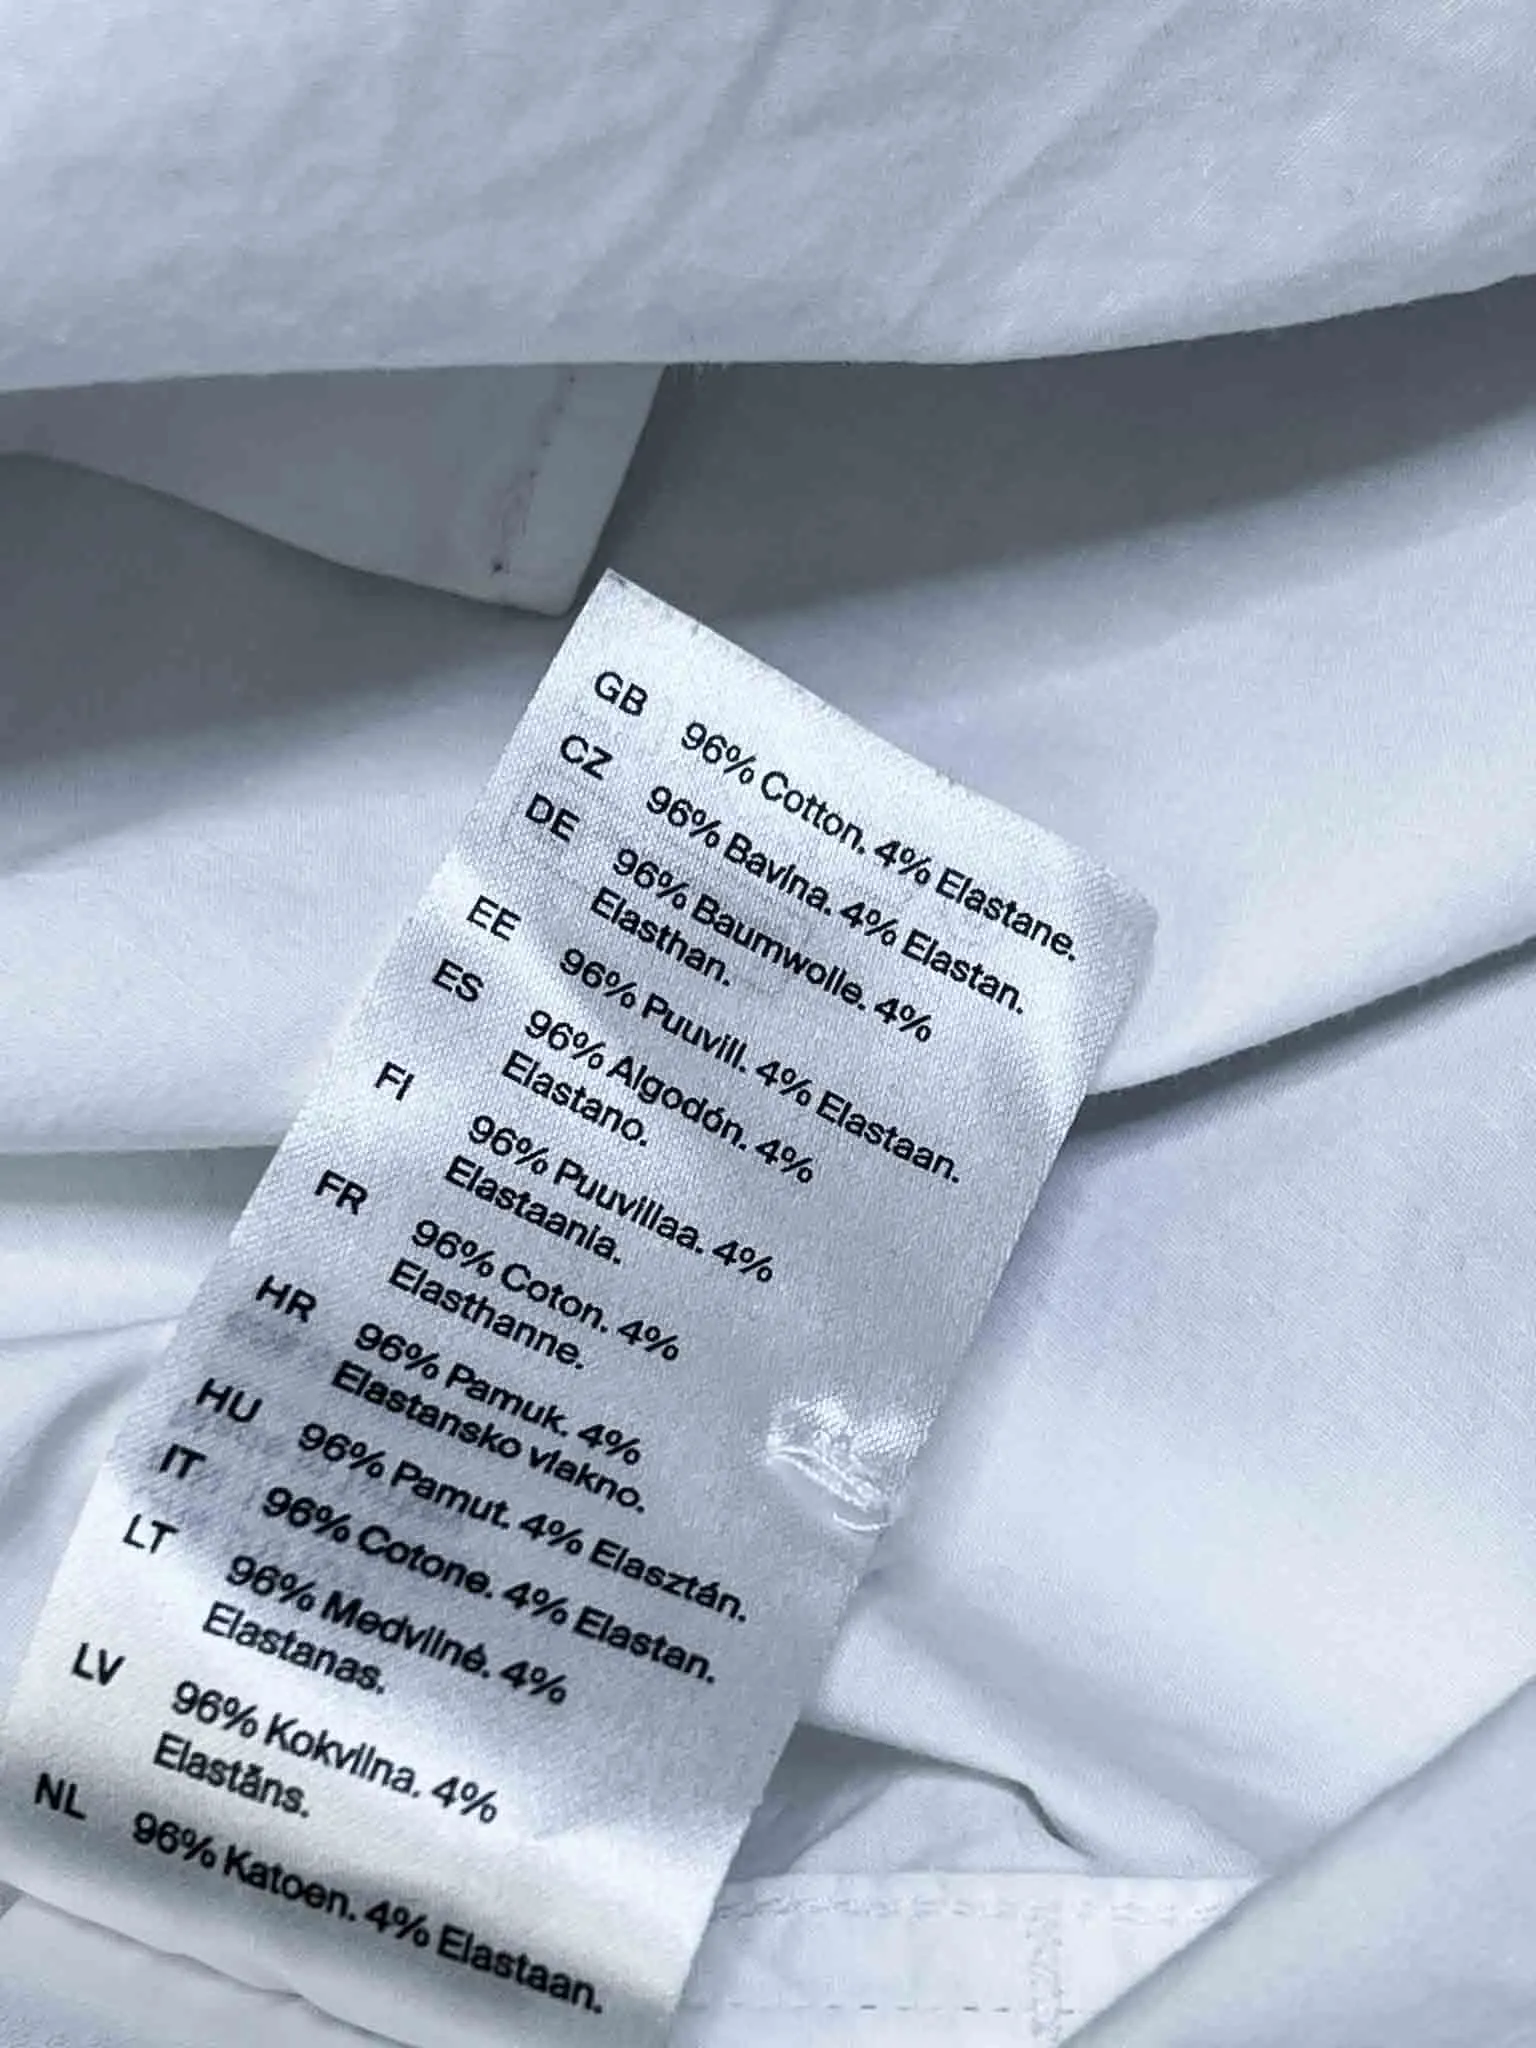 GB 96% Cotton. 4% Elastane.
CZ 96% Bavlna. 4% Elastan.
DE 96% Baumwolle. 4%
Elasthan.
EE 96% Puuvill. 4% Elastaan.
ES 96% Algodón. 4%
Elastano.
FI 96% Puuvillaa. 4%
Elastaania.
FR 96% Coton. 4%
Elasthanne.
HR 96% Pamuk. 4%
Elastansko vlakno.
HU 96% Pamut. 4% Elasztán.
IT 96% Cotone. 4% Elastan.
LT 96% Medvilnė. 4%
Elastanas.
LV 96% Kokvilna. 4%
Elastāns.
NL 96% Katoen. 4% Elastaan.